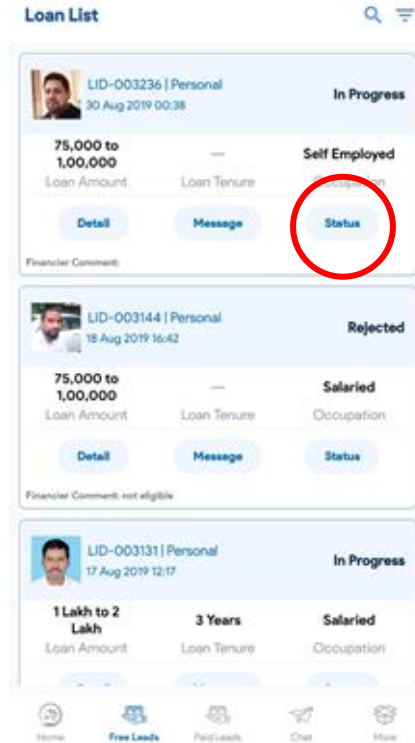 Loan List
LID-003236 | Personal
30 Aug 2019 00:38
In Progress
75,000 to
1,00,000
—
Self Employed
Loan Amount
Loan Tenure
Occupation
Detail
Message
Status
Financier Comment:
LID-003144 | Personal
18 Aug 2019 16:42
Rejected
75,000 to
1,00,000
—
Salaried
Loan Amount
Loan Tenure
Occupation
Detail
Message
Status
Financier Comment: not eligible
LID-003131 | Personal
17 Aug 2019 12:17
In Progress
1 Lakh to 2
Lakh
3 Years
Salaried
Loan Amount
Loan Tenure
Occupation
Home
Free Leads
Paid Leads
Chat
More